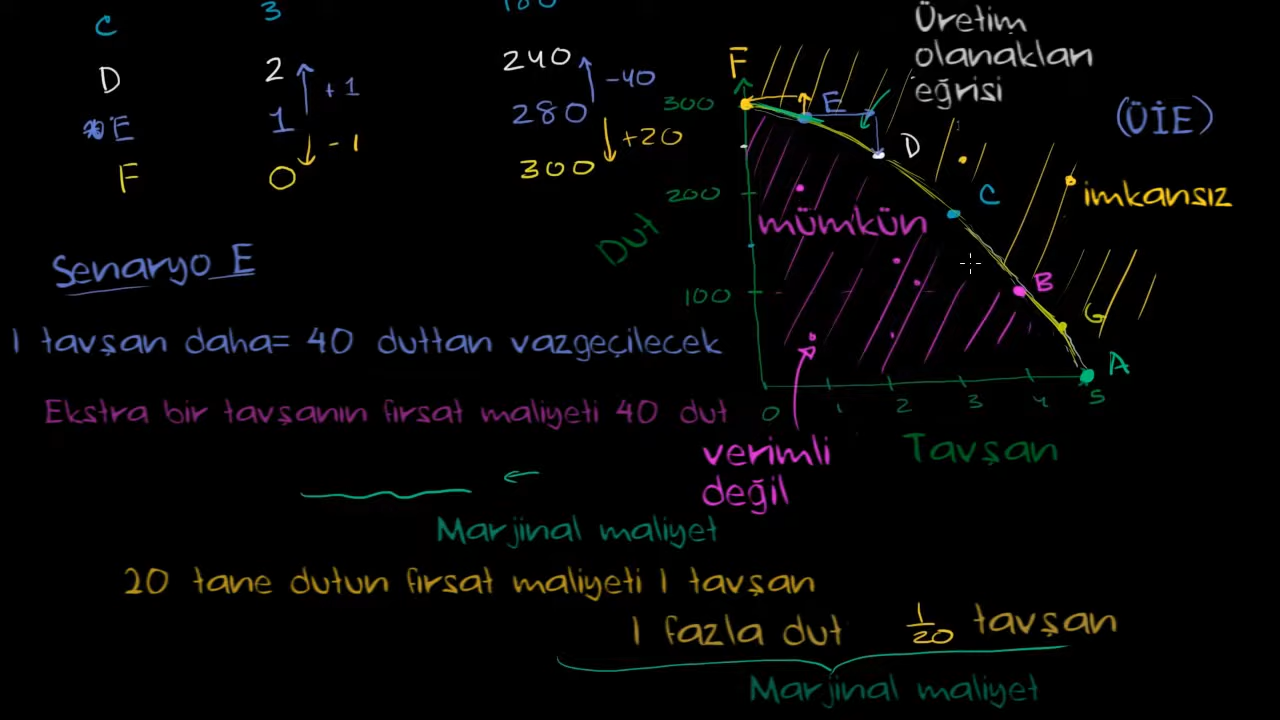 C 3 180
D 2 240 -40
+1
E 1 280
-1 +20
F 0 300
Senaryo E
1 tavşan daha= 40 duttan vazgeçilecek
Ekstra bir tavşanın fırsat maliyeti 40 dut
Marjinal maliyet
20 tane dutun fırsat maliyeti 1 tavşan
1 fazla dut 1/20 tavşan
Marjinal maliyet
Üretim
olanakları
eğrisi
(ÜİE)
F
300
E
D
200
C
imkansız
mümkün
Dut
100
B
G
A
0 1 2 3 4 5
Tavşan
verimli
değil